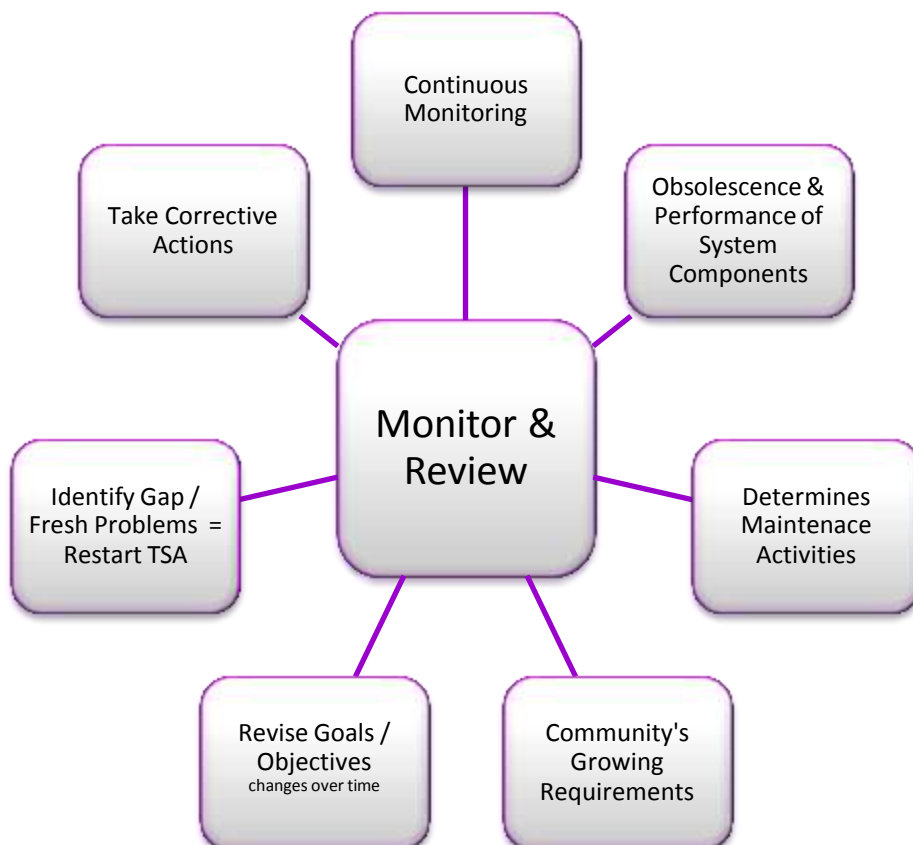 Continuous
Monitoring
Obsolescence &
Performance of
System
Components
Determines
Maintenace
Activities
Community's
Growing
Requirements
Revise Goals /
Objectives
changes over time
Identify Gap /
Fresh Problems =
Restart TSA
Take Corrective
Actions
Monitor &
Review